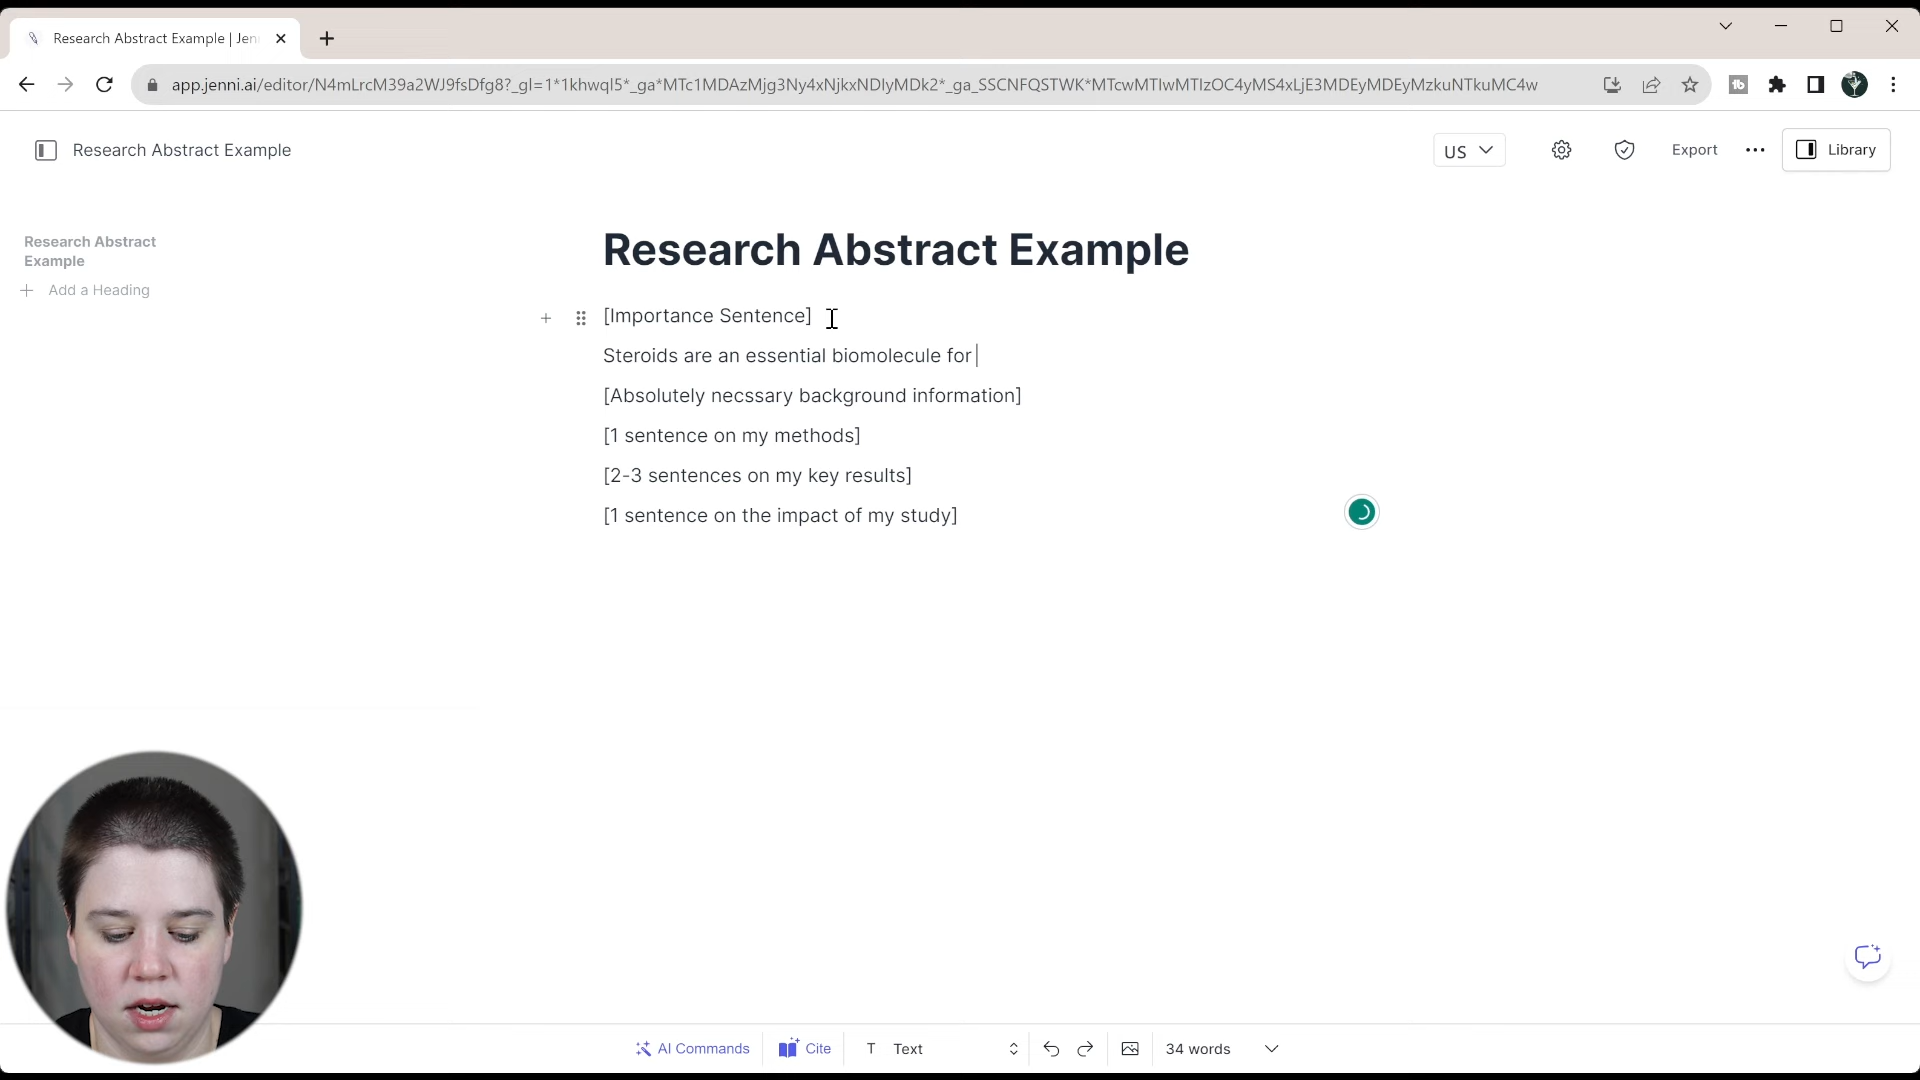 Research Abstract Example | Jen
app.jenni.ai/editor/N4mLrcM39a2WJ9fsDfg8?_gl=1*1khwql5*_ga*MTc1MDAzMjg3Ny4xNjkxNDIyMDk2*_ga_SSCNFQSTWK*MTcwMTIwMTIzOC4yMS4xLjE3MDEyMDEyMzkuNTkuMC4w
Research Abstract Example
US
Export
Library
Research Abstract
Example
Add a Heading
Research Abstract Example
[Importance Sentence]
Steroids are an essential biomolecule for
[Absolutely necssary background information]
[1 sentence on my methods]
[2-3 sentences on my key results]
[1 sentence on the impact of my study]
AI Commands
Cite
T Text
34 words